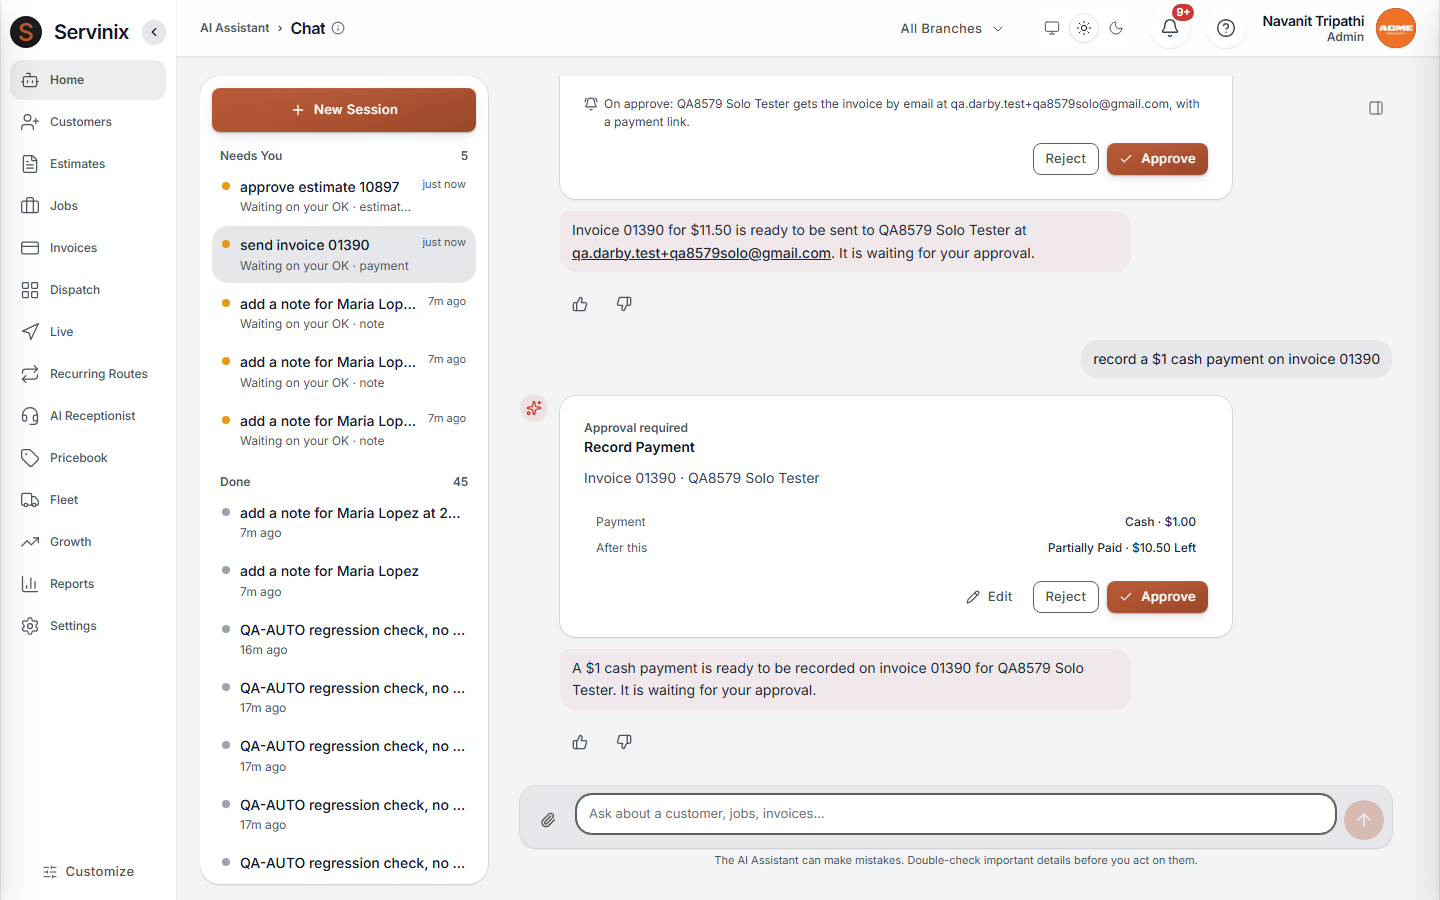 Servinix
Home
Customers
Estimates
Jobs
Invoices
Dispatch
Live
Recurring Routes
AI Receptionist
Pricebook
Fleet
Growth
Reports
Settings
Customize
AI Assistant › Chat
All Branches
9+
Navanit Tripathi
Admin
ACME
+ New Session
Needs You 5
approve estimate 10897 just now
Waiting on your OK · estimat...
send invoice 01390 just now
Waiting on your OK · payment
add a note for Maria Lop... 7m ago
Waiting on your OK · note
add a note for Maria Lop... 7m ago
Waiting on your OK · note
add a note for Maria Lop... 7m ago
Waiting on your OK · note
Done 45
add a note for Maria Lopez at 2...
7m ago
add a note for Maria Lopez
7m ago
QA-AUTO regression check, no ...
16m ago
QA-AUTO regression check, no ...
17m ago
QA-AUTO regression check, no ...
17m ago
QA-AUTO regression check, no ...
17m ago
QA-AUTO regression check, no ...
On approve: QA8579 Solo Tester gets the invoice by email at qa.darby.test+qa8579solo@gmail.com, with
a payment link.
Reject Approve
Invoice 01390 for $11.50 is ready to be sent to QA8579 Solo Tester at
qa.darby.test+qa8579solo@gmail.com. It is waiting for your approval.
record a $1 cash payment on invoice 01390
Approval required
Record Payment
Invoice 01390 · QA8579 Solo Tester
Payment Cash · $1.00
After this Partially Paid · $10.50 Left
Edit Reject Approve
A $1 cash payment is ready to be recorded on invoice 01390 for QA8579 Solo
Tester. It is waiting for your approval.
Ask about a customer, jobs, invoices...
The AI Assistant can make mistakes. Double-check important details before you act on them.